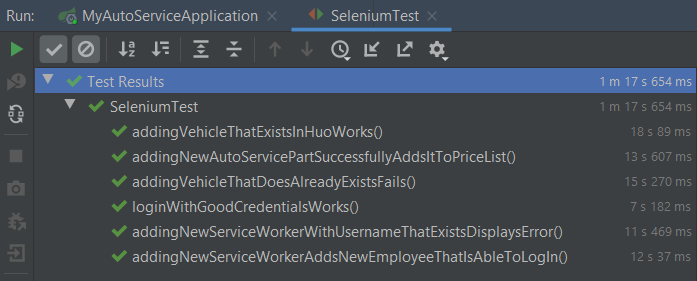 Run: MyAutoServiceApplication × SeleniumTest ×
Test Results 1 m 17 s 654 ms
SeleniumTest 1 m 17 s 654 ms
addingVehicleThatExistsInHuoWorks() 18 s 89 ms
addingNewAutoServicePartSuccessfullyAddsItToPriceList() 13 s 607 ms
addingVehicleThatDoesAlreadyExistsFails() 15 s 270 ms
loginWithGoodCredentialsWorks() 7 s 182 ms
addingNewServiceWorkerWithUsernameThatExistsDisplaysError() 11 s 469 ms
addingNewServiceWorkerAddsNewEmployeeThatIsAbleToLogIn() 12 s 37 ms